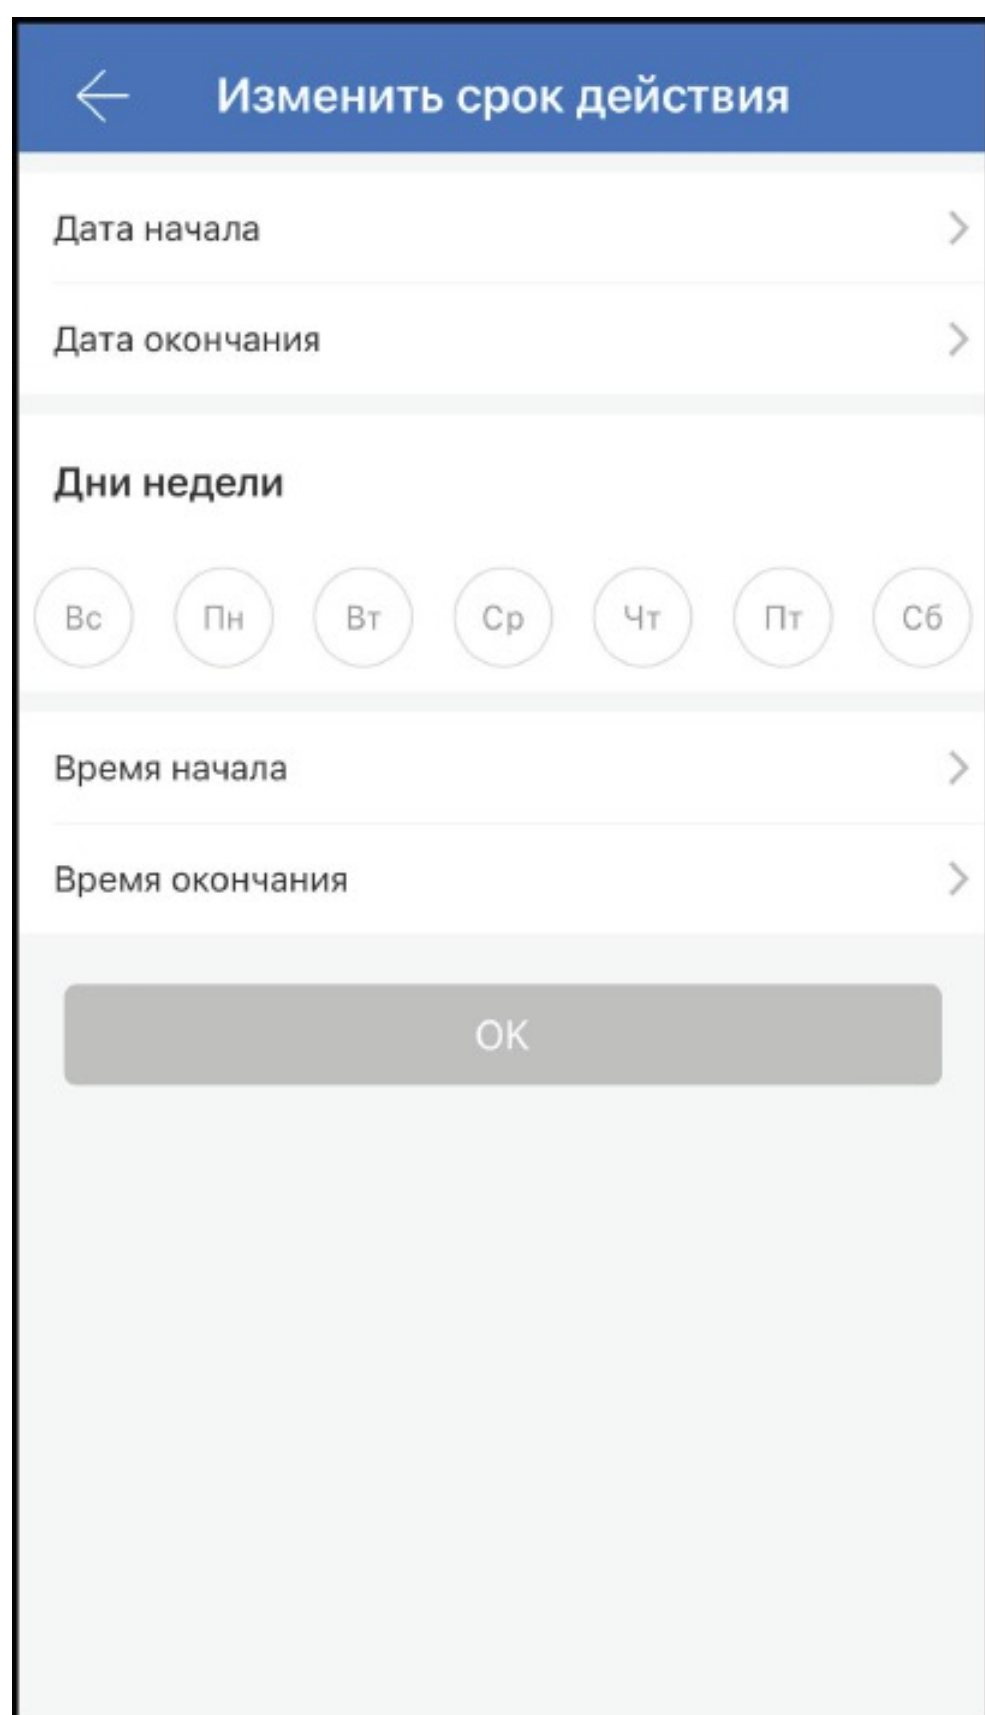 Изменить срок действия
Дата начала
Дата окончания
Дни недели
Вс Пн Вт Ср Чт Пт Сб
Время начала
Время окончания
OK